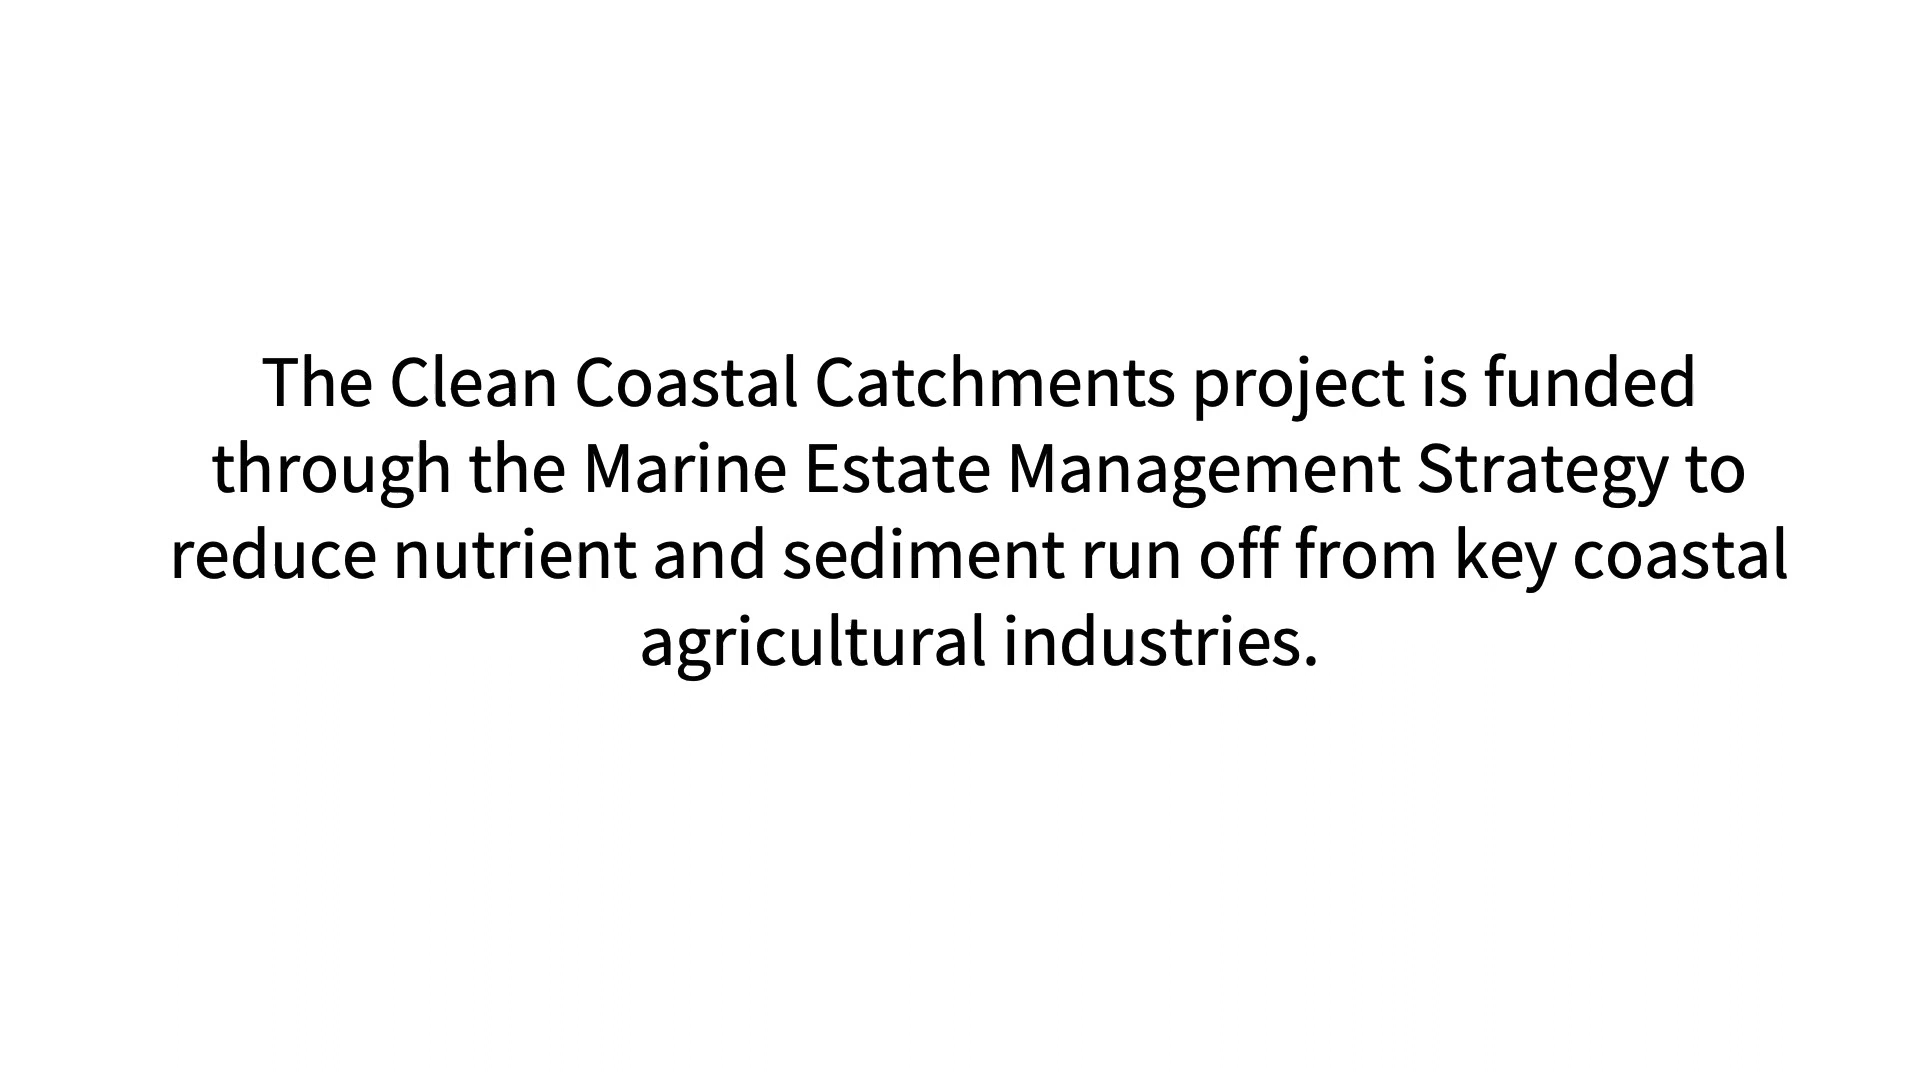 The Clean Coastal Catchments project is funded
through the Marine Estate Management Strategy to
reduce nutrient and sediment run off from key coastal
agricultural industries.